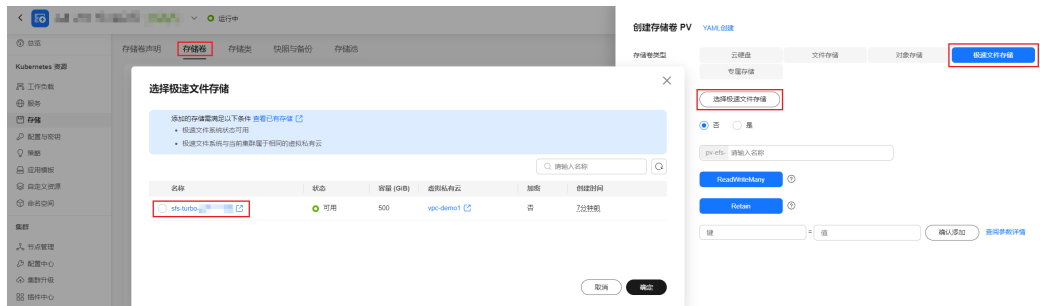 运行中
总览
Kubernetes 资源
工作负载
服务
存储
配置与密钥
策略
应用模板
自定义资源
命名空间
集群
节点管理
配置中心
集群升级
插件中心
存储卷声明 存储卷 存储类 快照与备份 存储池
选择极速文件存储
添加的存储需满足以下条件 查看已有存储
• 极速文件系统状态可用
• 极速文件系统与当前集群属于相同的虚拟私有云
请输入名称
名称 状态 容量 (GiB) 虚拟私有云 加密 创建时间
sfs-turbo- 可用 500 vpc-demo1 否 7分钟前
取消 确定
创建存储卷 PV YAML创建
存储卷类型 云硬盘 文件存储 对象存储 极速文件存储
专属存储
选择极速文件存储
否 是
pv-efs- 请输入名称
ReadWriteMany
Retain
键 = 值 确认添加 查阅参数详情